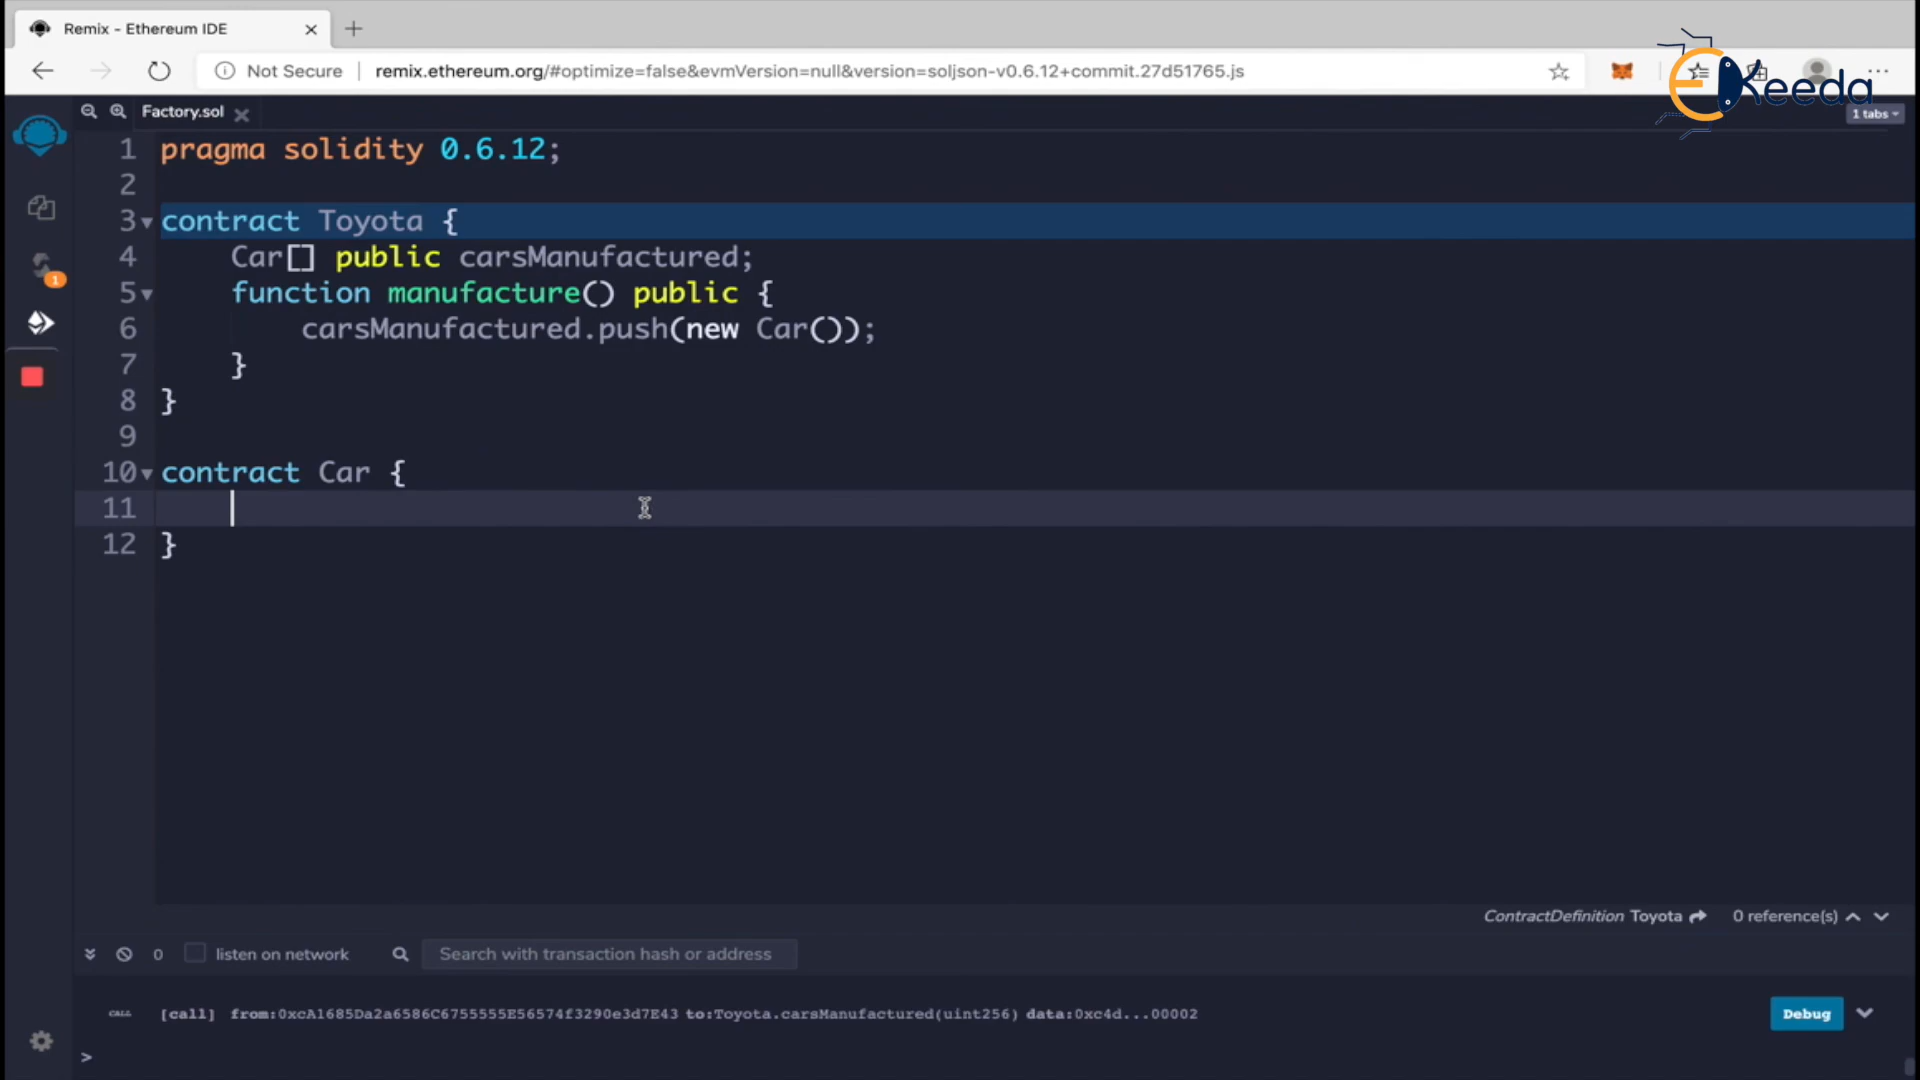 Remix - Ethereum IDE
Not Secure
remix.ethereum.org/#optimize=false&evmVersion=null&version=soljson-v0.6.12+commit.27d51765.js
eKeeda
Factory.sol
1 tabs
1 pragma solidity 0.6.12;
2
3 contract Toyota {
4 Car[] public carsManufactured;
5 function manufacture() public {
6 carsManufactured.push(new Car());
7 }
8 }
9
10 contract Car {
11
12 }
1
ContractDefinition Toyota 0 reference(s)
0 listen on network Search with transaction hash or address
CALL [call] from:0xcA1685Da2a6586C6755555E56574f3290e3d7E43 to:Toyota.carsManufactured(uint256) data:0xc4d...00002 Debug
>